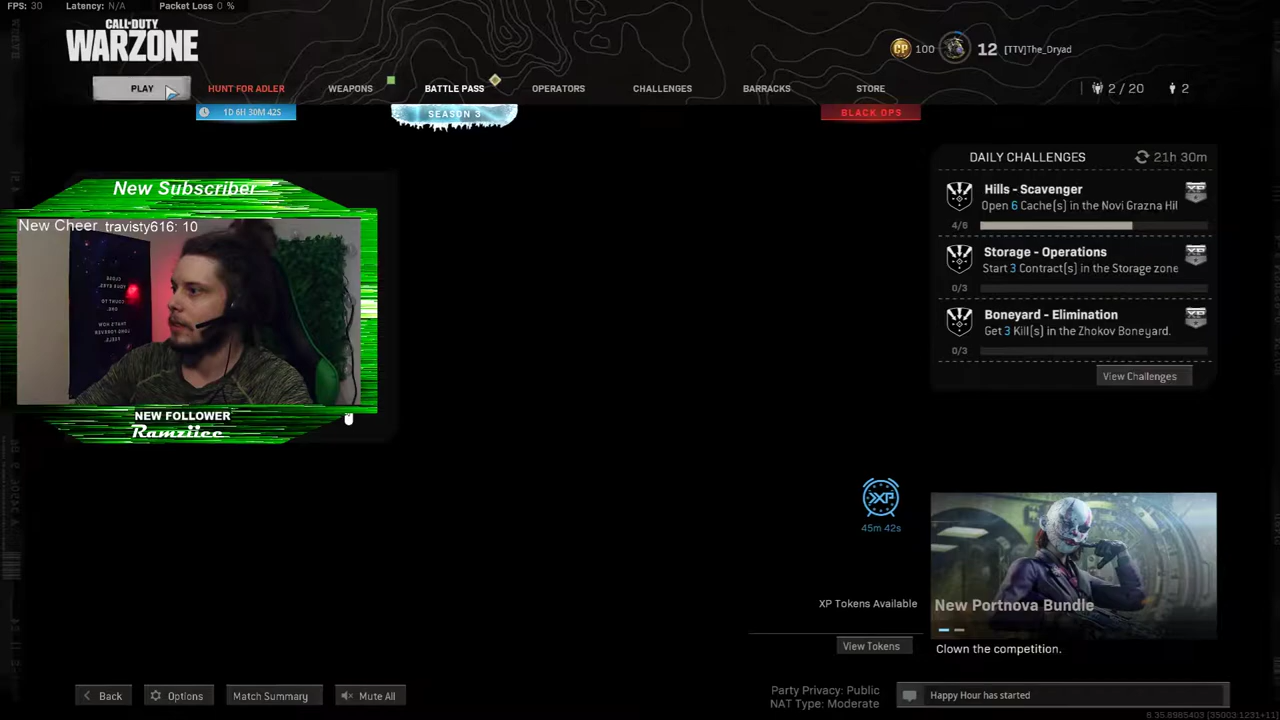 FPS: 30 Latency: N/A Packet Loss 0 %
CALL OF DUTY
WARZONE
CP 100 12 [TTV]The_Dryad
PLAY HUNT FOR ADLER WEAPONS BATTLE PASS OPERATORS CHALLENGES BARRACKS STORE 2 / 20 2
1D 6H 30M 42S SEASON 3 BLACK OPS
DAILY CHALLENGES 21h 30m
Hills - Scavenger XP
Open 6 Cache(s) in the Novi Grazna Hil
4/6
Storage - Operations XP
Start 3 Contract(s) in the Storage zone
0/3
Boneyard - Elimination XP
Get 3 Kill(s) in the Zhokov Boneyard.
0/3
View Challenges
New Subscriber
New Cheer travisty616: 10
NEW FOLLOWER
Ramziice
XP
45m 42s
XP Tokens Available
View Tokens
New Portnova Bundle
Clown the competition.
Back Options Match Summary Mute All
Party Privacy: Public
NAT Type: Moderate
Happy Hour has started